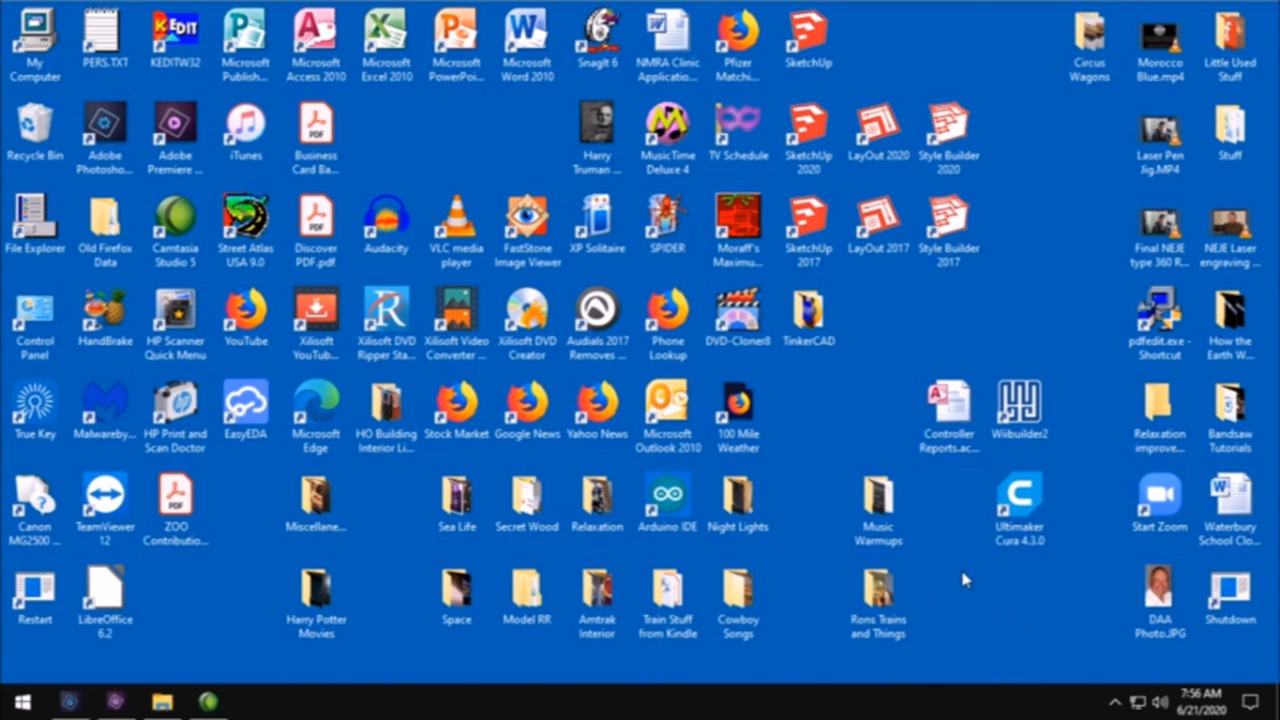 My
Computer
PERS.TXT
KEDITW32
Microsoft
Publish...
Microsoft
Access 2010
Microsoft
Excel 2010
Microsoft
PowerPoi...
Microsoft
Word 2010
SnagIt 6
NMRA Clinic
Applicatio...
Pfizer
Matchi...
SketchUp
Circus
Wagons
Morocco
Blue.mp4
Little Used
Stuff
Recycle Bin
Adobe
Photosho...
Adobe
Premiere ...
iTunes
Business
Card Ba...
Harry
Truman ...
MusicTime
Deluxe 4
TV Schedule
SketchUp
2020
LayOut 2020
Style Builder
2020
Laser Pen
Jig.MP4
Stuff
File Explorer
Old Firefox
Data
Camtasia
Studio 5
Street Atlas
USA 9.0
Discover
PDF.pdf
Audacity
VLC media
player
FastStone
Image Viewer
XP Solitaire
SPIDER
Moraff's
Maximu...
SketchUp
2017
LayOut 2017
Style Builder
2017
Final NEJE
type 360 R...
NEJE Laser
engraving ...
Control
Panel
HandBrake
HP Scanner
Quick Menu
YouTube
Xilisoft
YouTub...
Xilisoft DVD
Ripper Sta...
Xilisoft Video
Converter ...
Xilisoft DVD
Creator
Audials 2017
Removes ...
Phone
Lookup
DVD-Cloner8
TinkerCAD
pdfedit.exe -
Shortcut
How the
Earth W...
True Key
Malwareby...
HP Print and
Scan Doctor
EasyEDA
Microsoft
Edge
HO Building
Interior Li...
Stock Market
Google News
Yahoo News
Microsoft
Outlook 2010
100 Mile
Weather
Controller
Reports.ac...
Wiibuilder2
Relaxation
improve...
Bandsaw
Tutorials
Canon
MG2500 ...
TeamViewer
12
ZOO
Contributio...
Miscellane...
Sea Life
Secret Wood
Relaxation
Arduino IDE
Night Lights
Music
Warmups
Ultimaker
Cura 4.3.0
Start Zoom
Waterbury
School Clo...
Restart
LibreOffice
6.2
Harry Potter
Movies
Space
Model RR
Amtrak
Interior
Train Stuff
from Kindle
Cowboy
Songs
Rons Trains
and Things
DAA
Photo.JPG
Shutdown
7:56 AM
6/21/2020